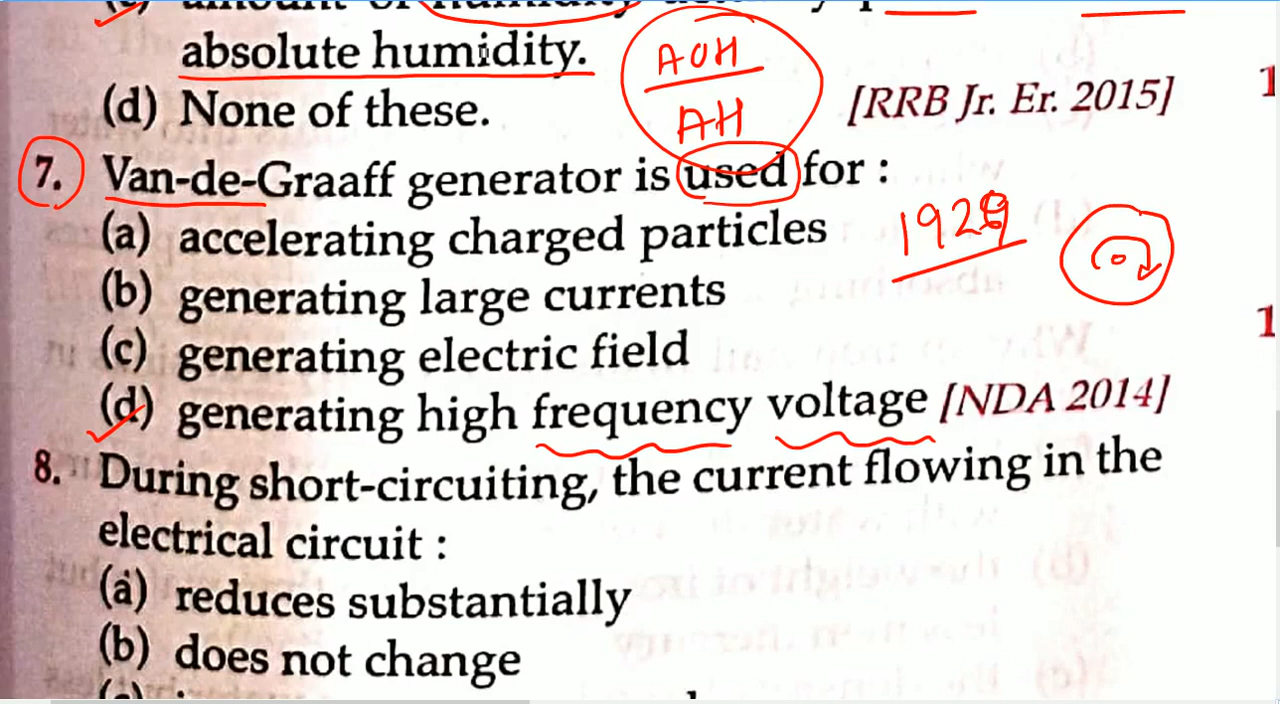 absolute humidity.
AOH
AH
(d) None of these.
[RRB Jr. Er. 2015]
1
7. Van-de-Graaff generator is used for :
(a) accelerating charged particles
1929
(b) generating large currents
1
(c) generating electric field
(d) generating high frequency voltage [NDA 2014]
8. During short-circuiting, the current flowing in the
electrical circuit :
(a) reduces substantially
(b) does not change